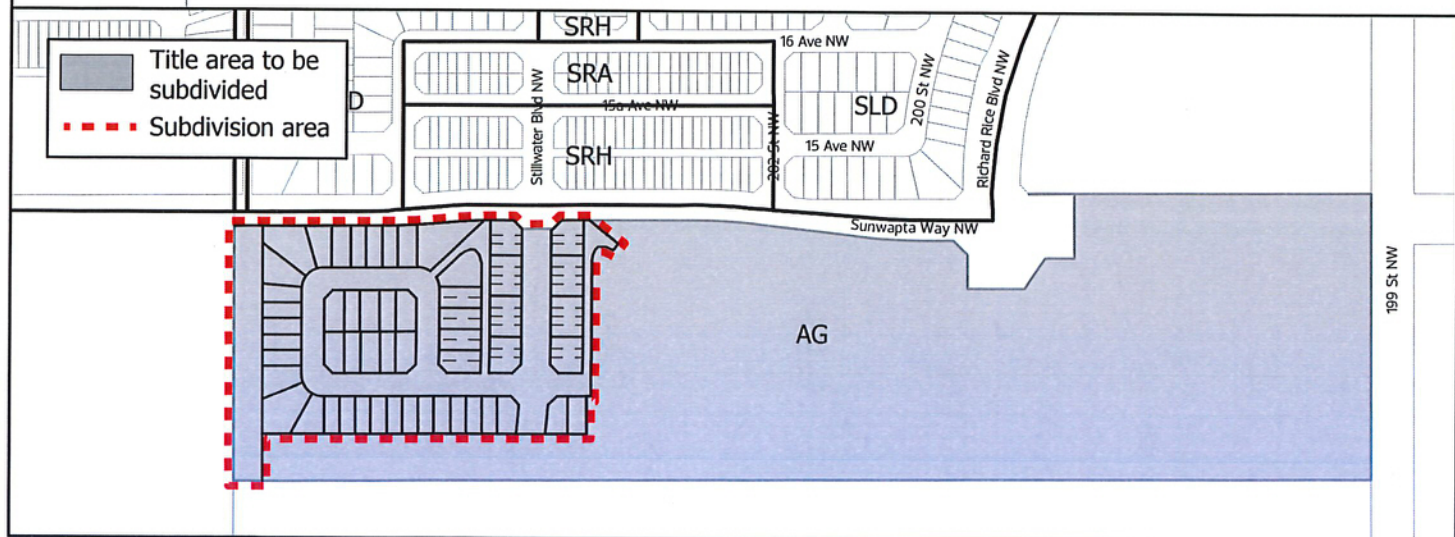 SRH
16 Ave NW
Title area to be
subdivided
Subdivision area
D
SRA
15a Ave NW
SLD
200 St NW
Richard Rice Blvd NW
Stillwater Blvd NW
SRH
202 St NW
15 Ave NW
Sunwapta Way NW
199 St NW
AG